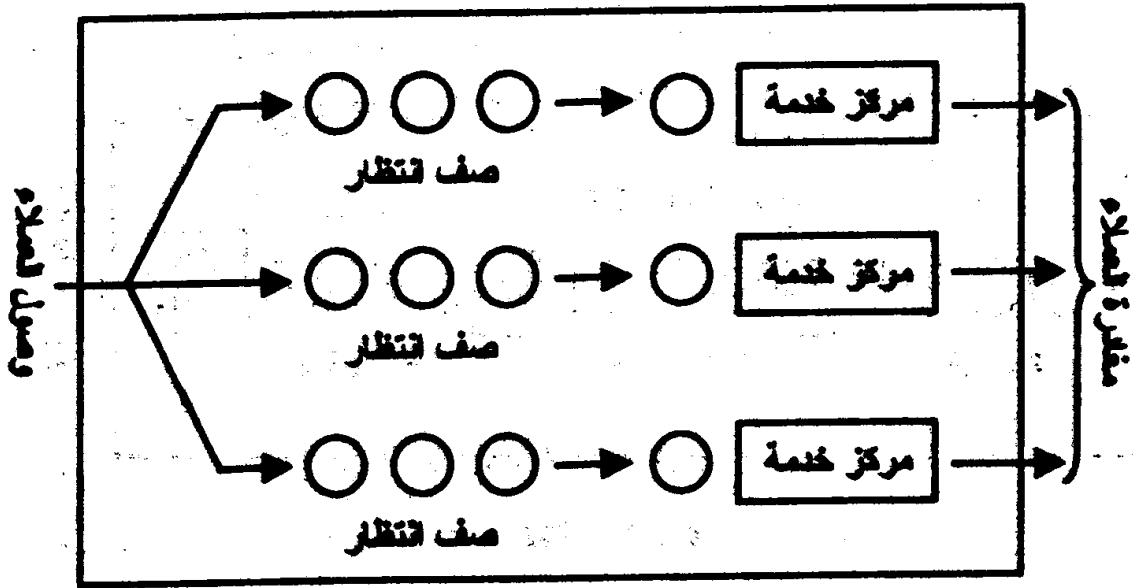 وصول العملاء
مركز خدمة
صف انتظار
مركز خدمة
صف انتظار
مركز خدمة
صف انتظار
مغادرة العملاء